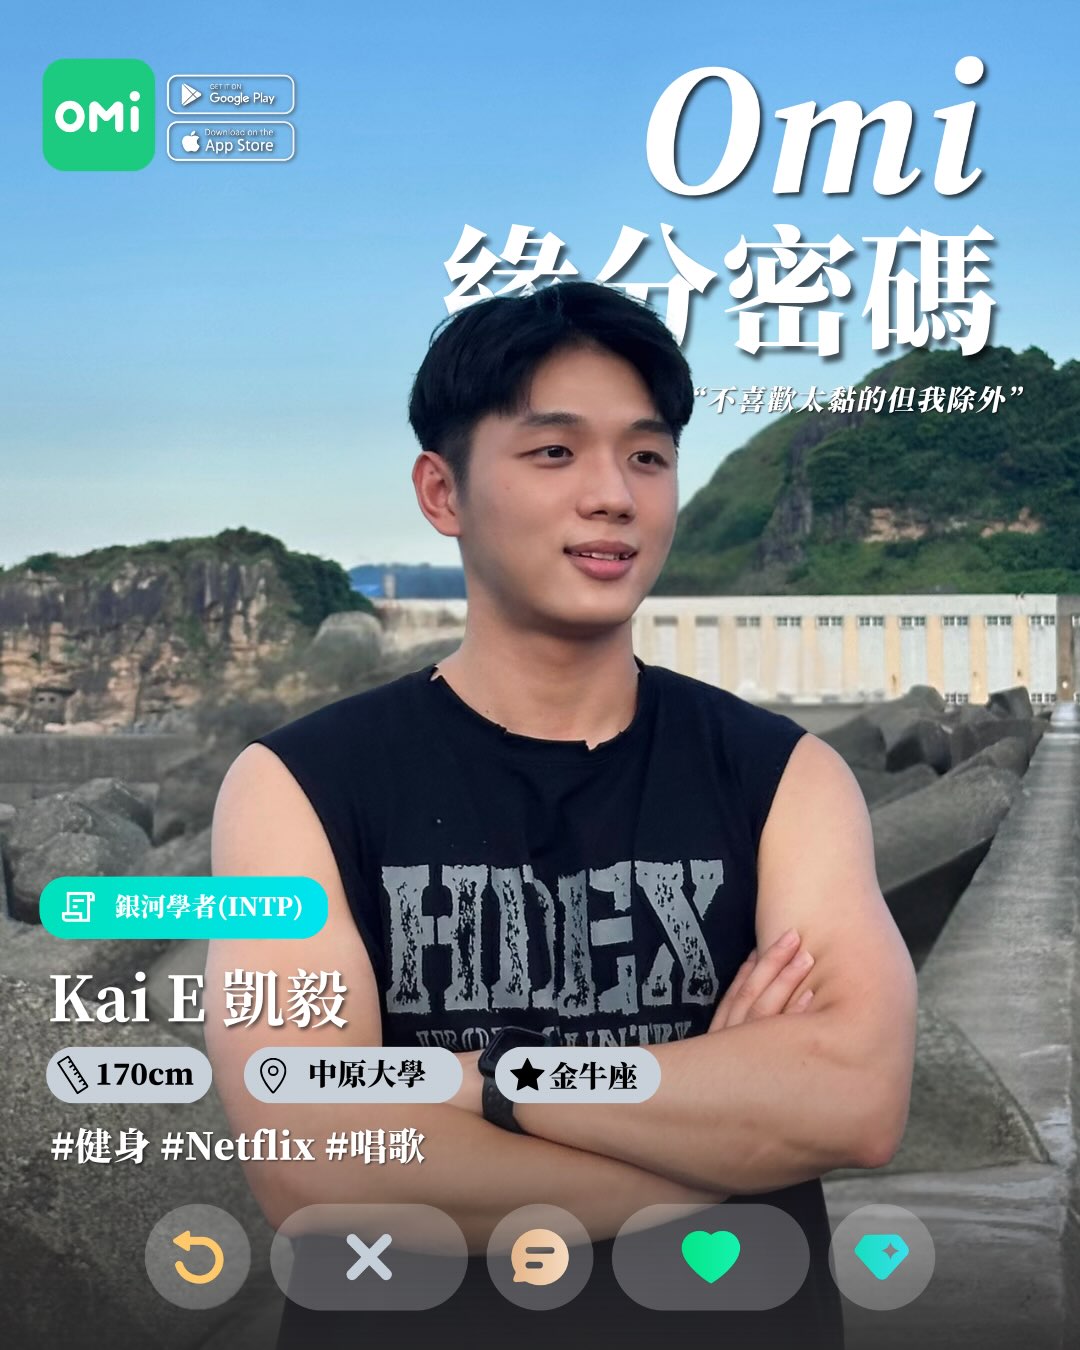 OMi
GET IT ON
Google Play
Download on the
App Store
Omi
緣分密碼
“不喜歡太黏的但我除外”
HDEX
銀河學者(INTP)
Kai E 凱毅
170cm
中原大學
金牛座
#健身 #Netflix #唱歌